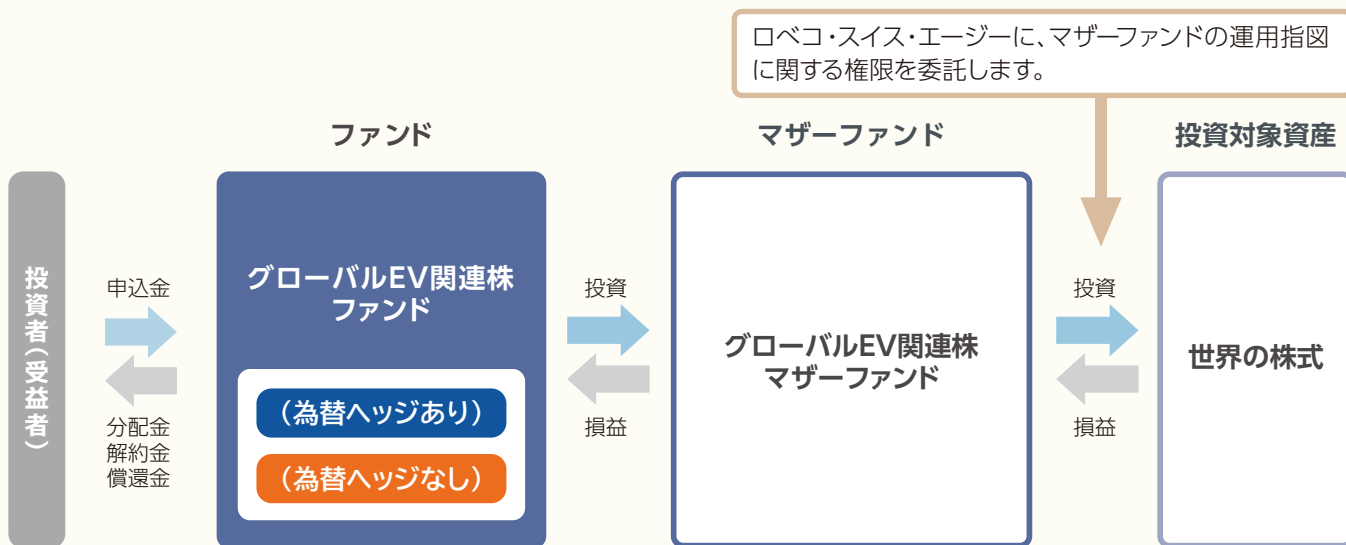 ロベコ・スイス・エージーに、マザーファンドの運用指図
に関する権限を委託します。
ファンド
マザーファンド
投資対象資産
投資者（受益者）
申込金
分配金
解約金
償還金
グローバルEV関連株
ファンド
（為替ヘッジあり）
（為替ヘッジなし）
投資
損益
グローバルEV関連株
マザーファンド
投資
損益
世界の株式